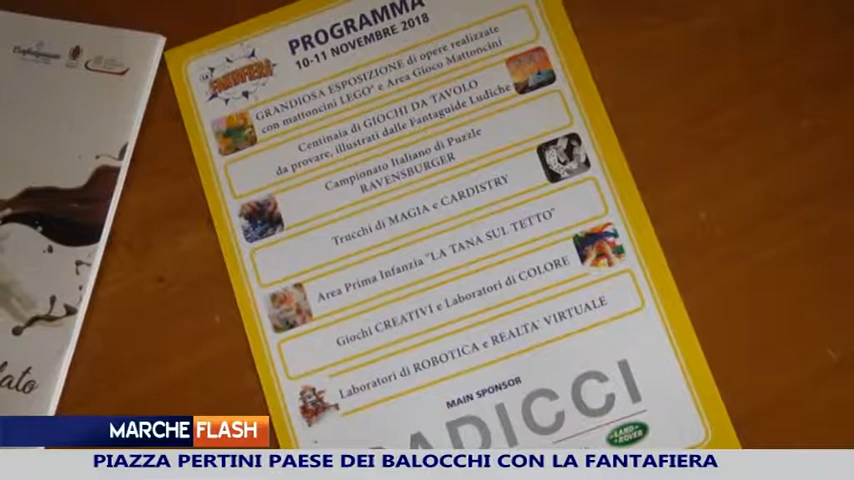 PROGRAMMA
10-11 NOVEMBRE 2018
LA FANTAFIERA
GRANDIOSA ESPOSIZIONE di opere realizzate
con mattoncini LEGO® e Area Gioco Mattoncini
Centinaia di GIOCHI DA TAVOLO
da provare, illustrati dalle Fantaguide Ludiche
Campionato Italiano di Puzzle
RAVENSBURGER
Trucchi di MAGIA e CARDISTRY
Area Prima Infanzia "LA TANA SUL TETTO"
Giochi CREATIVI e Laboratori di COLORE
Laboratori di ROBOTICA e REALTA' VIRTUALE
MAIN SPONSOR
ADICCI
LAND ROVER
MARCHE FLASH
PIAZZA PERTINI PAESE DEI BALOCCHI CON LA FANTAFIERA